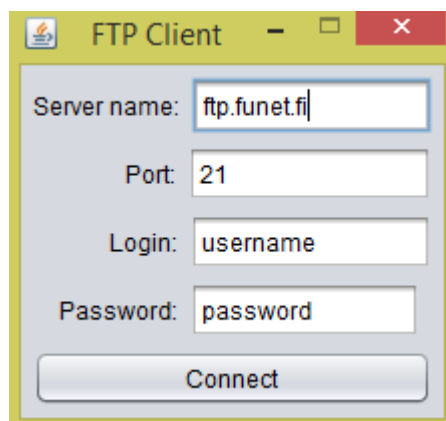 FTP Client
Server name: ftp.funet.fi
Port: 21
Login: username
Password: password
Connect